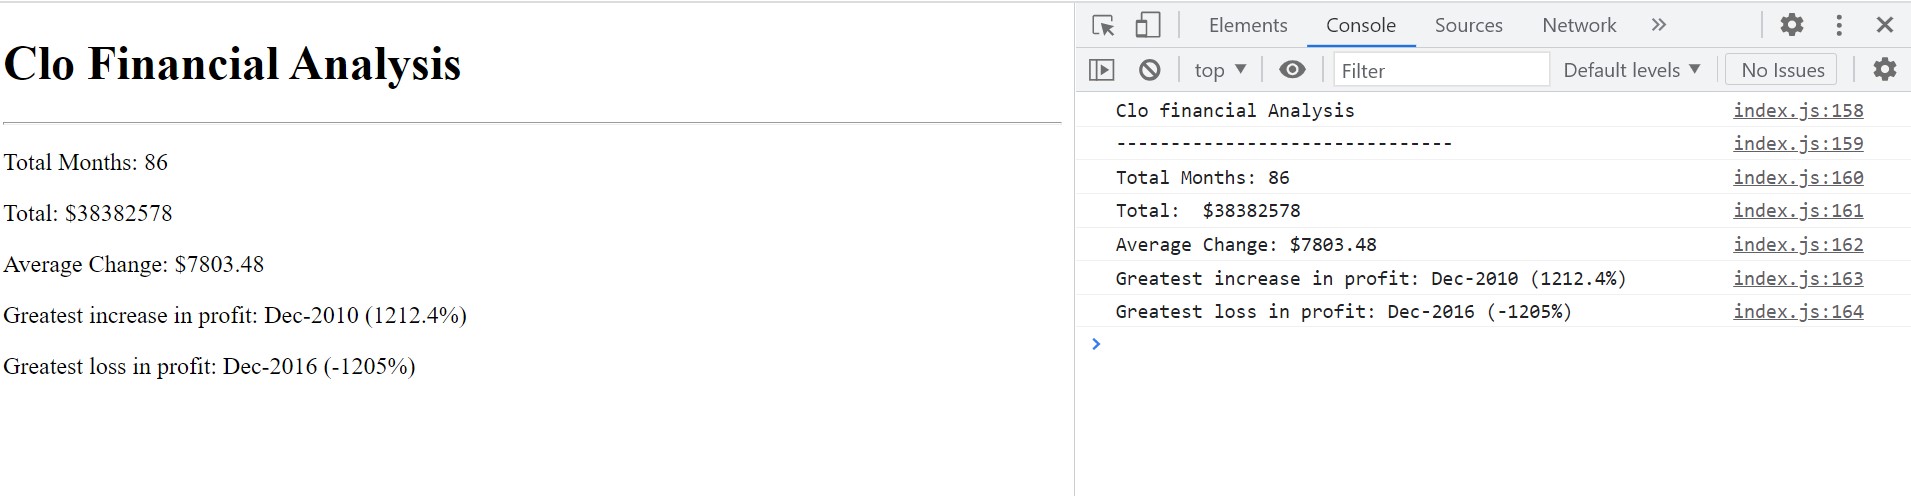 Clo Financial Analysis
Total Months: 86
Total: $38382578
Average Change: $7803.48
Greatest increase in profit: Dec-2010 (1212.4%)
Greatest loss in profit: Dec-2016 (-1205%)
Elements Console Sources Network »
top ▼ Filter Default levels ▼ No Issues
Clo financial Analysis index.js:158
------------------------------- index.js:159
Total Months: 86 index.js:160
Total:  $38382578 index.js:161
Average Change: $7803.48 index.js:162
Greatest increase in profit: Dec-2010 (1212.4%) index.js:163
Greatest loss in profit: Dec-2016 (-1205%) index.js:164